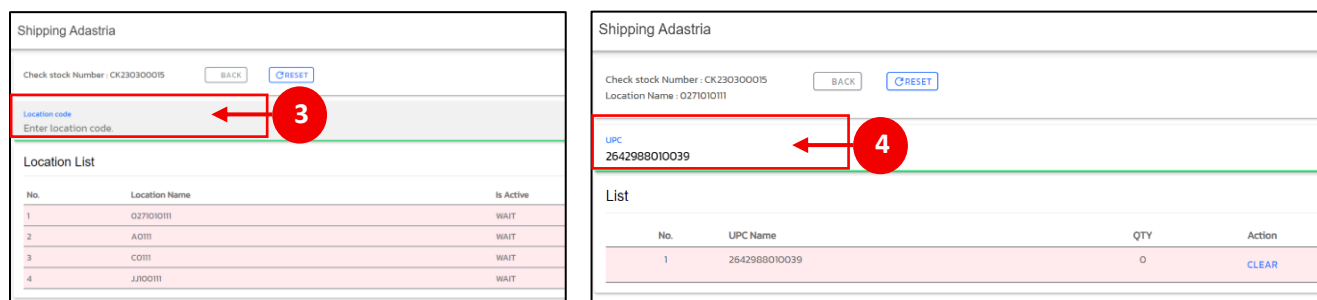 Shipping Adastria
Check stock Number : CK230300015 BACK RESET
Location code
Enter location code.
3
Location List
No. Location Name Is Active
1 0271010111 WAIT
2 A0111 WAIT
3 C0111 WAIT
4 JJ100111 WAIT
Shipping Adastria
Check stock Number : CK230300015 BACK RESET
Location Name : 0271010111
UPC
2642988010039
4
List
No. UPC Name QTY Action
1 2642988010039 0 CLEAR